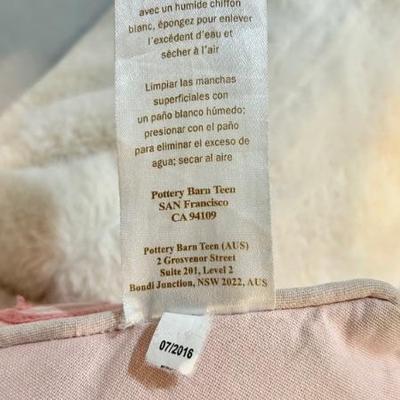 avec un humide chiffon
blanc, épongez pour enlever
l'excédent d'eau et
sécher à l'air
Limpiar las manchas
superficiales con
un paño blanco húmedo;
presionar con el paño
para eliminar el exceso de
agua; secar al aire
Pottery Barn Teen
SAN Francisco
CA 94109
Pottery Barn Teen (AUS)
2 Grosvenor Street
Suite 201, Level 2
Bondi Junction, NSW 2022, AUS
07/2016